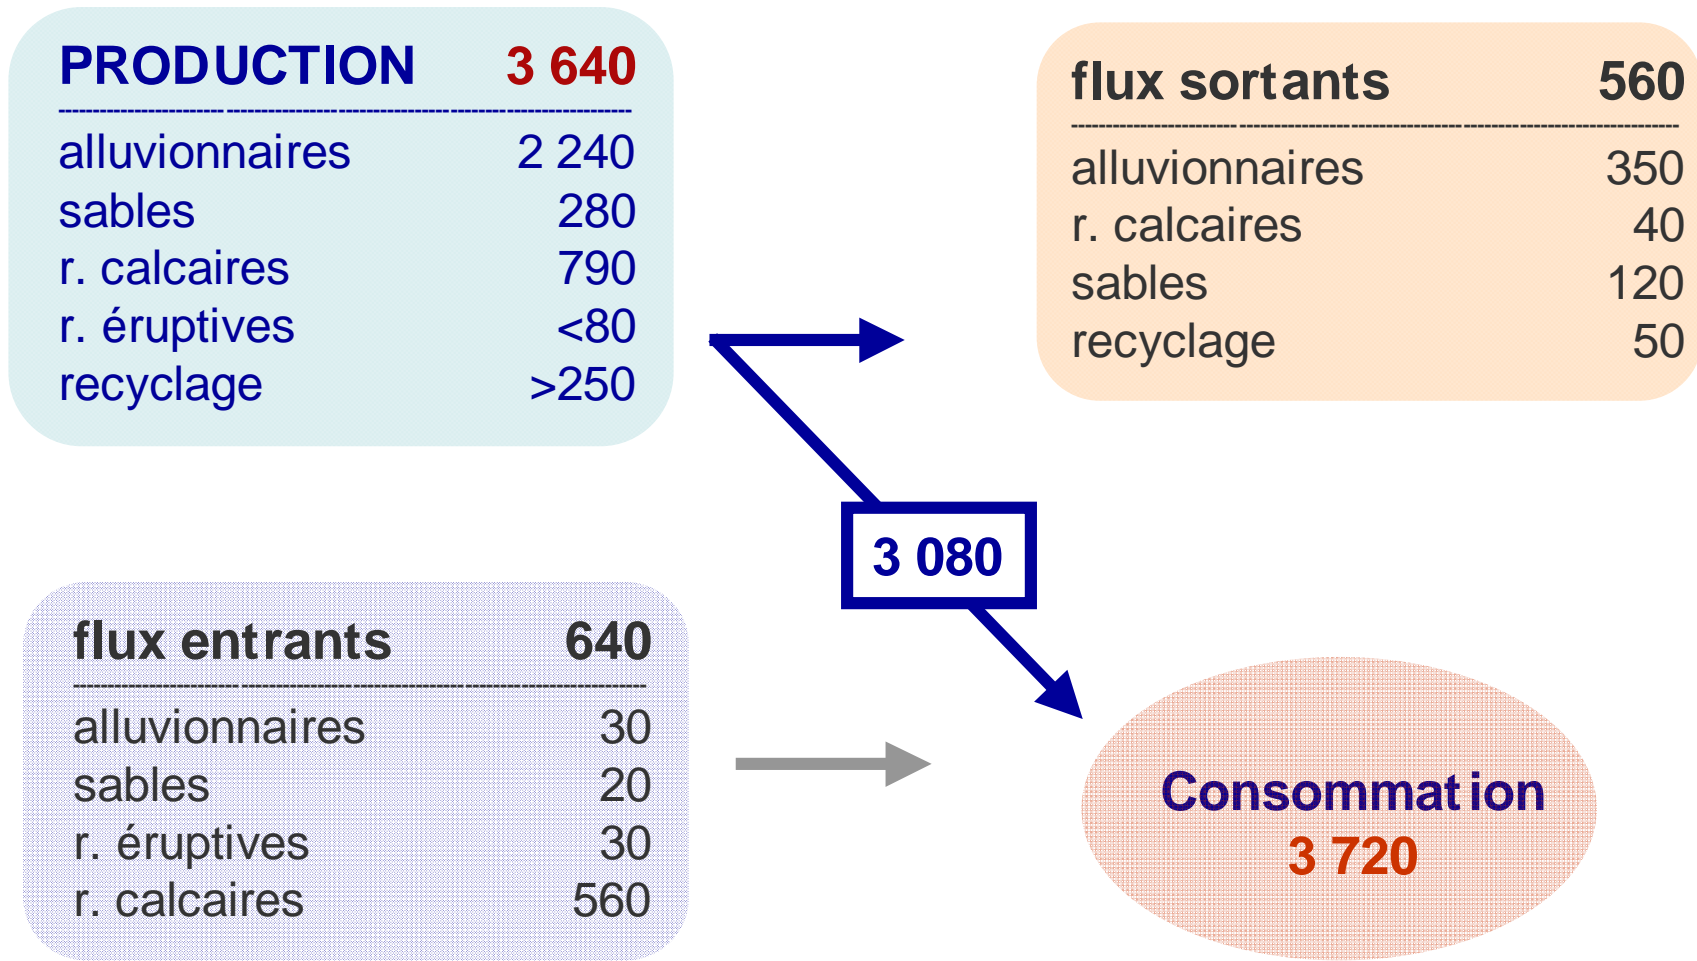 PRODUCTION 3 640
alluvionnaires 2 240
sables 280
r. calcaires 790
r. éruptives <80
recyclage >250
flux sortants 560
alluvionnaires 350
r. calcaires 40
sables 120
recyclage 50
3 080
flux entrants 640
alluvionnaires 30
sables 20
r. éruptives 30
r. calcaires 560
Consommation
3 720